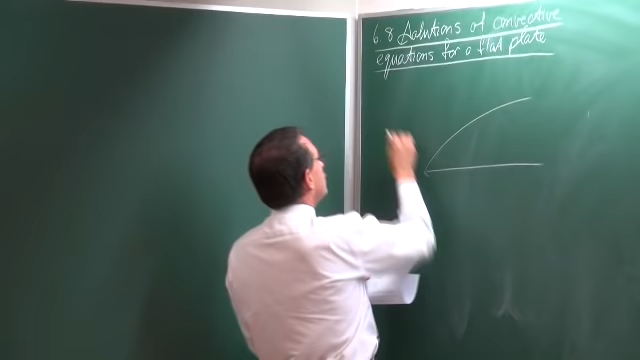 6.8 Solutions of convective
equations for a flat plate